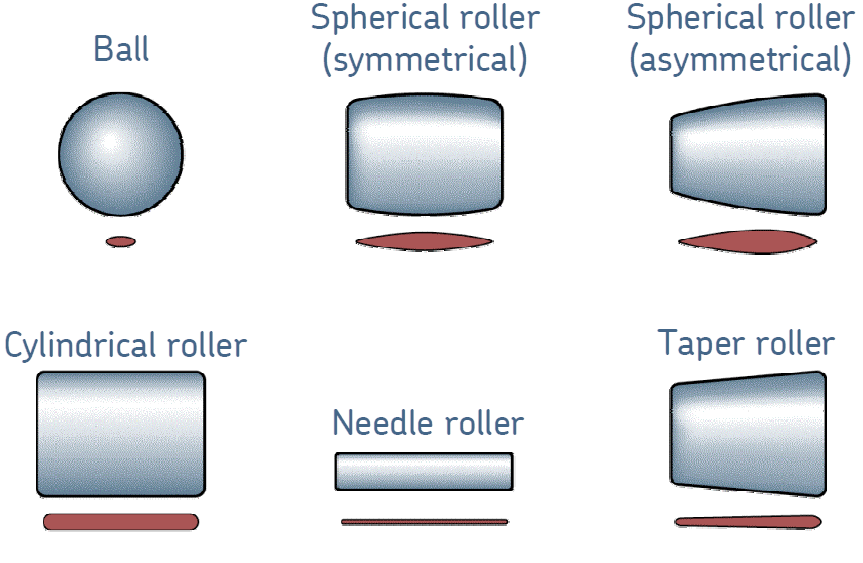 Ball
Spherical roller
(symmetrical)
Spherical roller
(asymmetrical)
Cylindrical roller
Needle roller
Taper roller